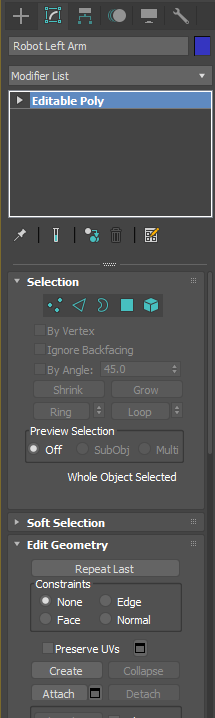 Robot Left Arm
Modifier List
Editable Poly
Selection
By Vertex
Ignore Backfacing
By Angle: 45.0
Shrink Grow
Ring Loop
Preview Selection
Off SubObj Multi
Whole Object Selected
Soft Selection
Edit Geometry
Repeat Last
Constraints
None Edge
Face Normal
Preserve UVs
Create Collapse
Attach Detach